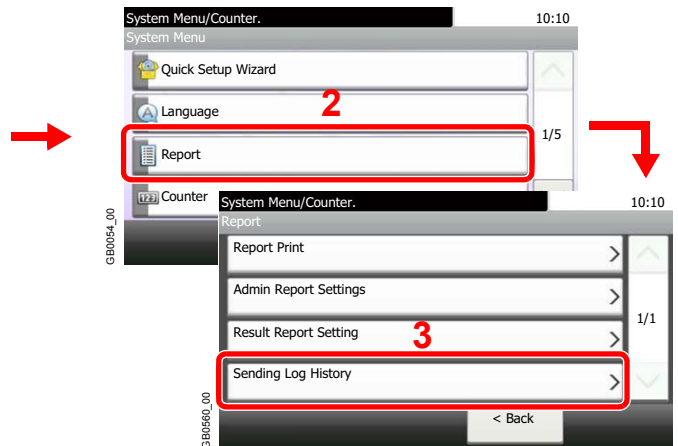 System Menu/Counter. 10:10
System Menu
Quick Setup Wizard
Language
2
1/5
Report
Counter
GB0054_00
System Menu/Counter. 10:10
Report
Report Print
Admin Report Settings
1/1
Result Report Setting
3
Sending Log History
GB0560_00
< Back